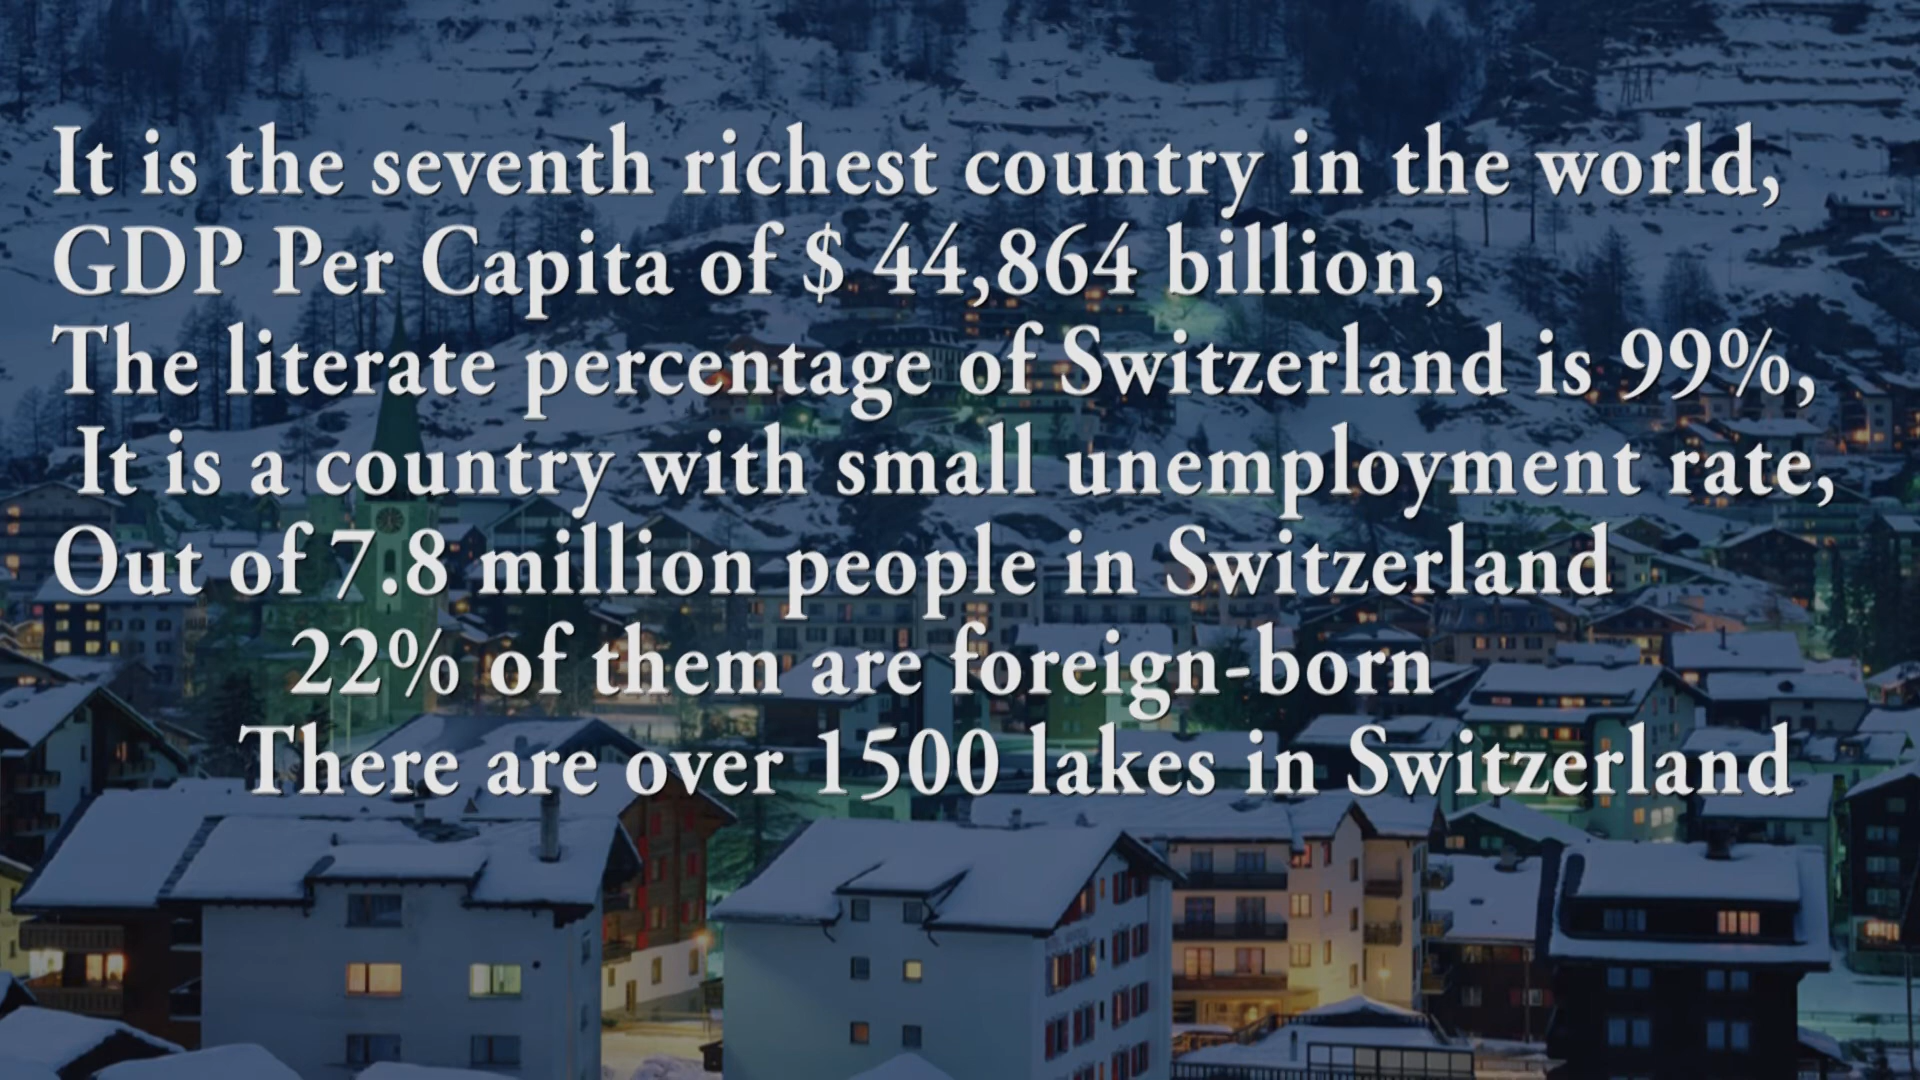 It is the seventh richest country in the world,
GDP Per Capita of $ 44,864 billion,
The literate percentage of Switzerland is 99%,
It is a country with small unemployment rate,
Out of 7.8 million people in Switzerland
22% of them are foreign-born
There are over 1500 lakes in Switzerland